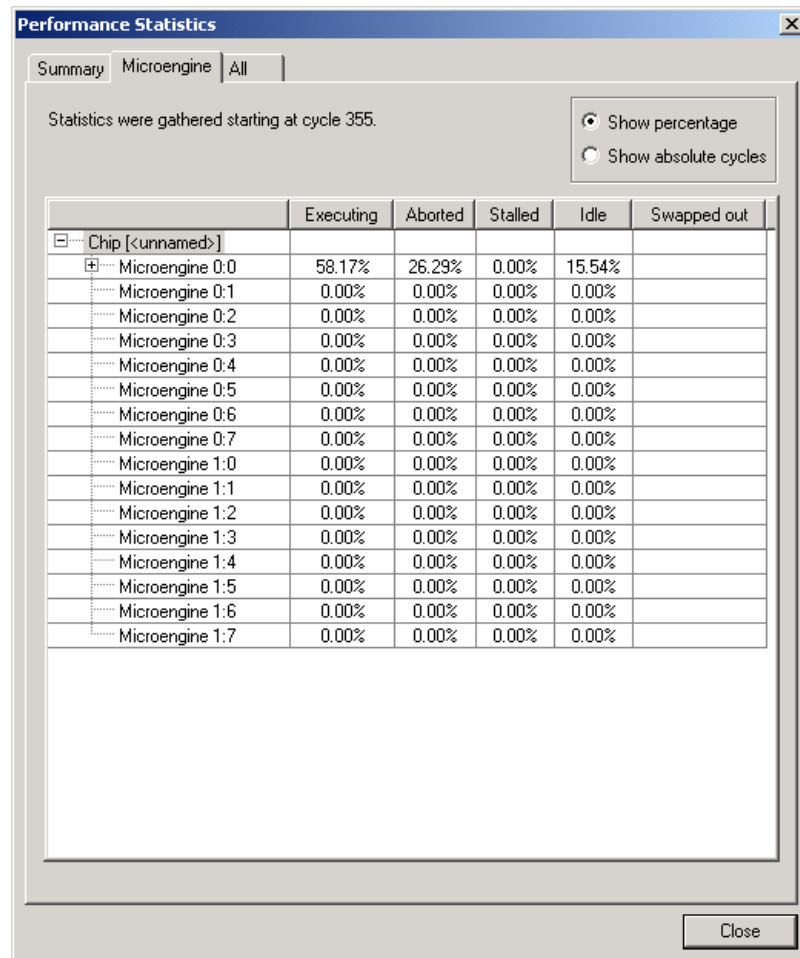 Performance Statistics
Summary Microengine All
Statistics were gathered starting at cycle 355.
Show percentage
Show absolute cycles
Executing Aborted Stalled Idle Swapped out
Chip [<unnamed>]
Microengine 0:0 58.17% 26.29% 0.00% 15.54%
Microengine 0:1 0.00% 0.00% 0.00% 0.00%
Microengine 0:2 0.00% 0.00% 0.00% 0.00%
Microengine 0:3 0.00% 0.00% 0.00% 0.00%
Microengine 0:4 0.00% 0.00% 0.00% 0.00%
Microengine 0:5 0.00% 0.00% 0.00% 0.00%
Microengine 0:6 0.00% 0.00% 0.00% 0.00%
Microengine 0:7 0.00% 0.00% 0.00% 0.00%
Microengine 1:0 0.00% 0.00% 0.00% 0.00%
Microengine 1:1 0.00% 0.00% 0.00% 0.00%
Microengine 1:2 0.00% 0.00% 0.00% 0.00%
Microengine 1:3 0.00% 0.00% 0.00% 0.00%
Microengine 1:4 0.00% 0.00% 0.00% 0.00%
Microengine 1:5 0.00% 0.00% 0.00% 0.00%
Microengine 1:6 0.00% 0.00% 0.00% 0.00%
Microengine 1:7 0.00% 0.00% 0.00% 0.00%
Close